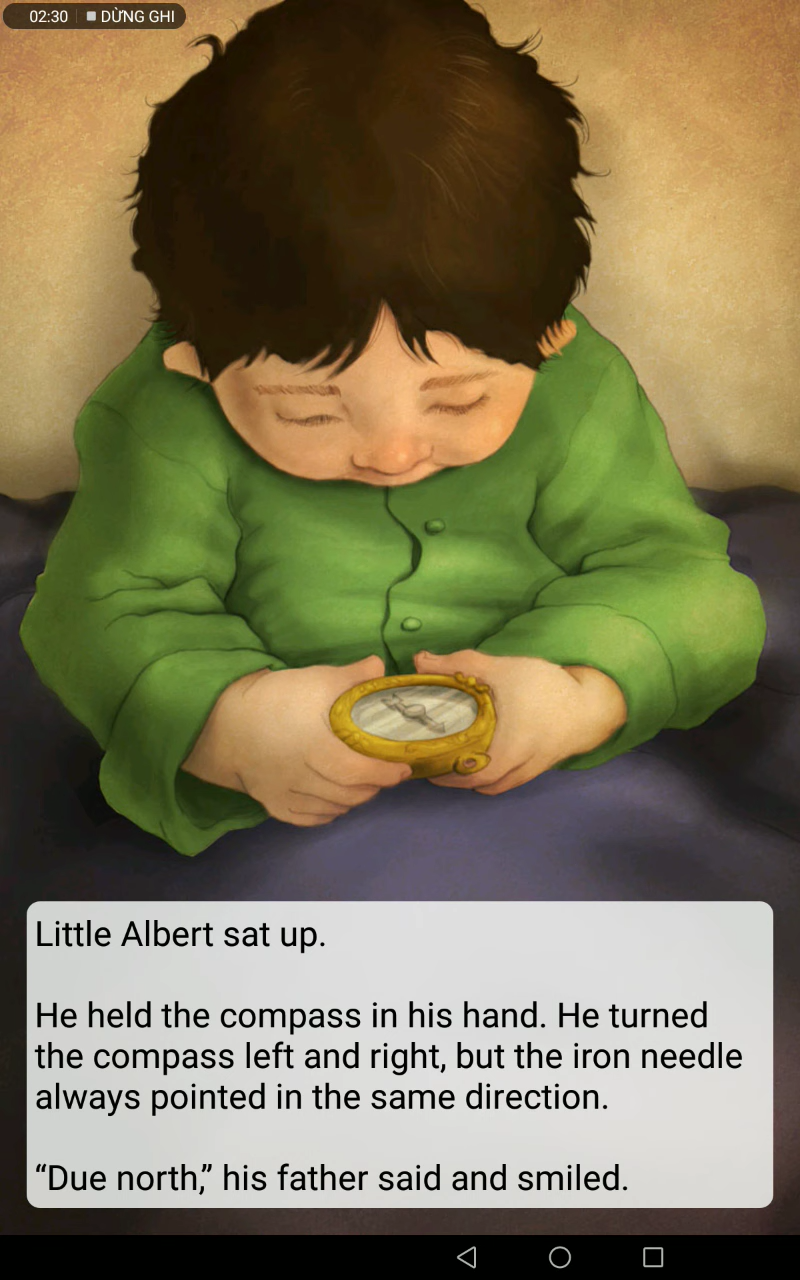 02:30 DỪNG GHI
Little Albert sat up.
He held the compass in his hand. He turned
the compass left and right, but the iron needle
always pointed in the same direction.
“Due north,” his father said and smiled.